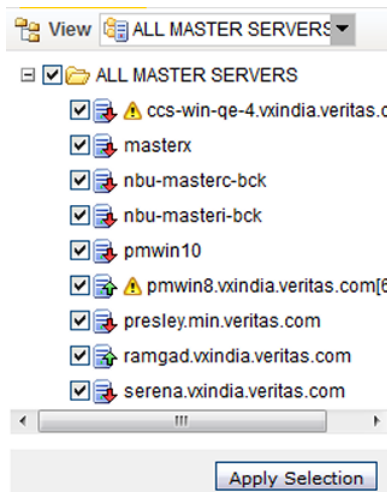 View ALL MASTER SERVERS
ALL MASTER SERVERS
ccs-win-qe-4.vxindia.veritas.c
masterx
nbu-masterc-bck
nbu-masteri-bck
pmwin10
pmwin8.vxindia.veritas.com[6
presley.min.veritas.com
ramgad.vxindia.veritas.com
serena.vxindia.veritas.com
Apply Selection